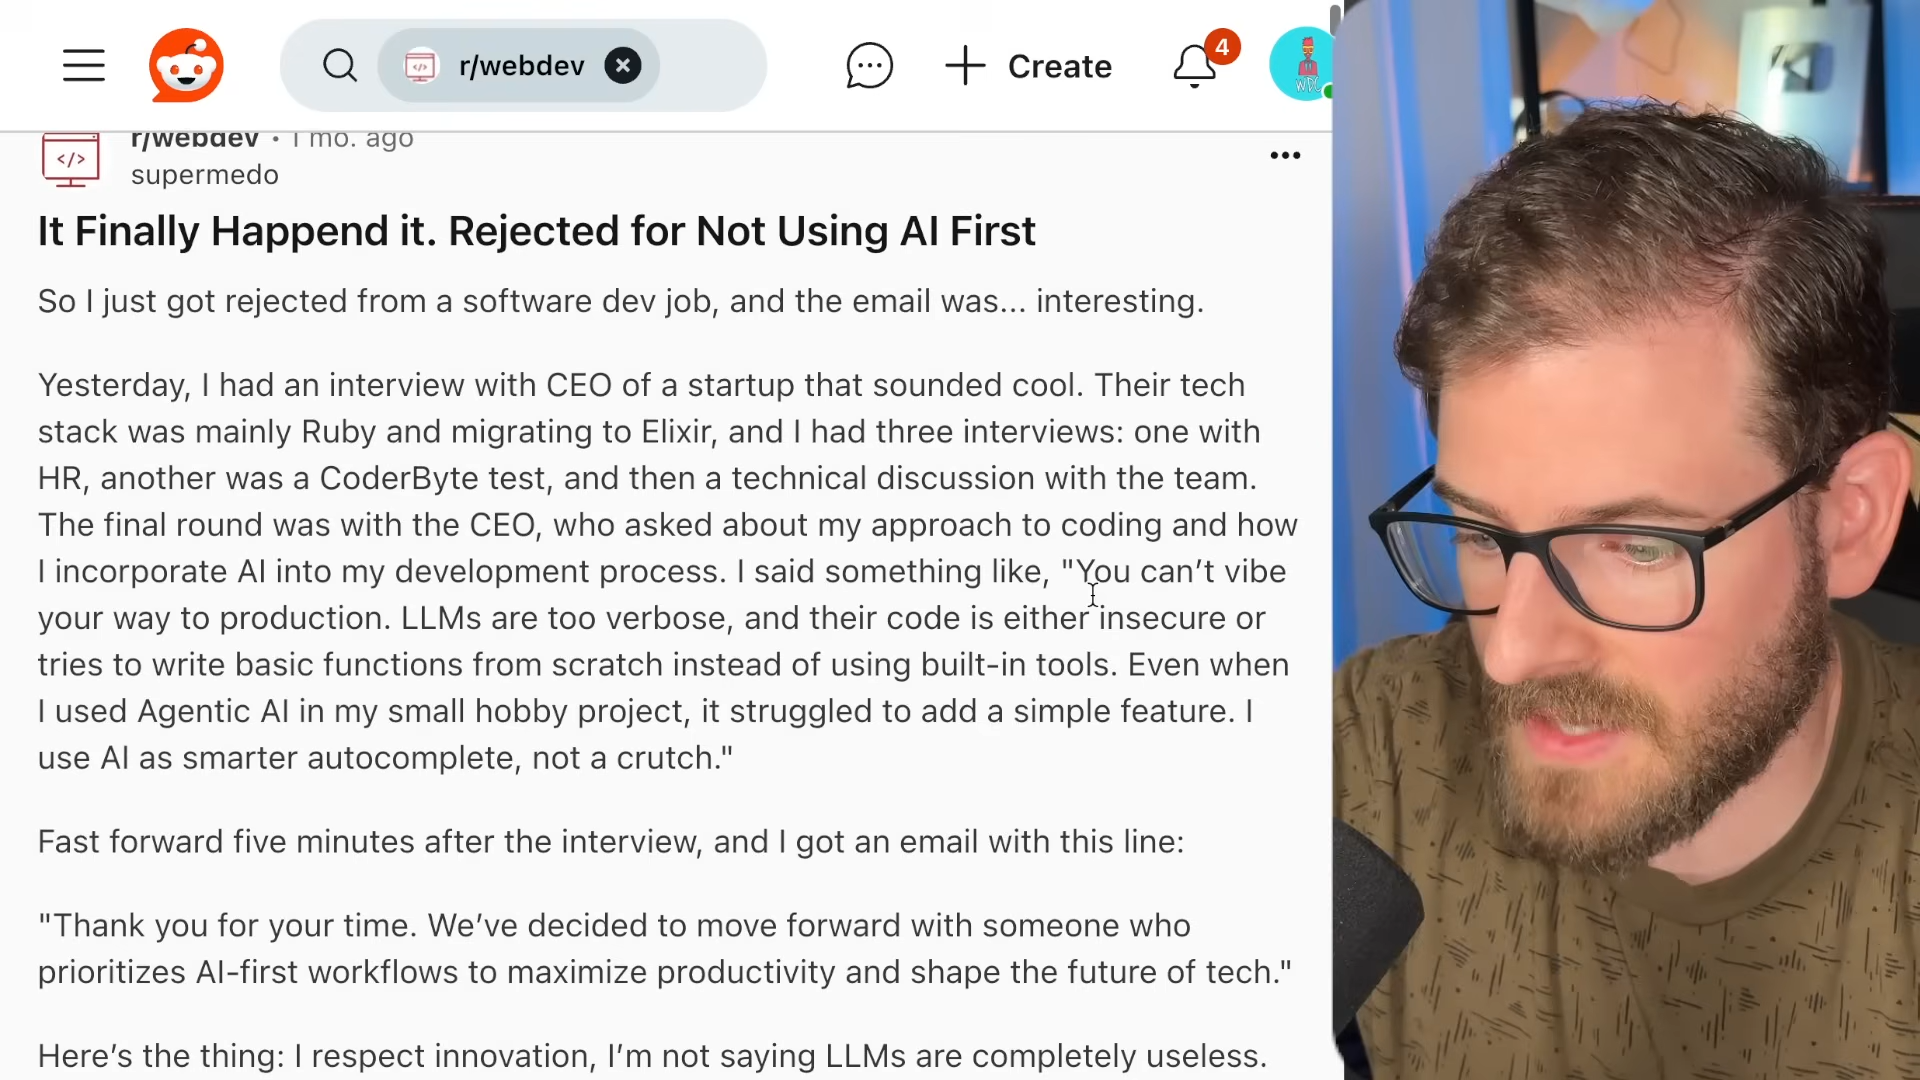 r/webdev
Create
4
WDC
r/webdev • 1 mo. ago
supermedo
It Finally Happend it. Rejected for Not Using AI First
So I just got rejected from a software dev job, and the email was... interesting.
Yesterday, I had an interview with CEO of a startup that sounded cool. Their tech
stack was mainly Ruby and migrating to Elixir, and I had three interviews: one with
HR, another was a CoderByte test, and then a technical discussion with the team.
The final round was with the CEO, who asked about my approach to coding and how
I incorporate AI into my development process. I said something like, "You can’t vibe
your way to production. LLMs are too verbose, and their code is either insecure or
tries to write basic functions from scratch instead of using built-in tools. Even when
I used Agentic AI in my small hobby project, it struggled to add a simple feature. I
use AI as smarter autocomplete, not a crutch."
Fast forward five minutes after the interview, and I got an email with this line:
"Thank you for your time. We’ve decided to move forward with someone who
prioritizes AI-first workflows to maximize productivity and shape the future of tech."
Here’s the thing: I respect innovation, I’m not saying LLMs are completely useless.